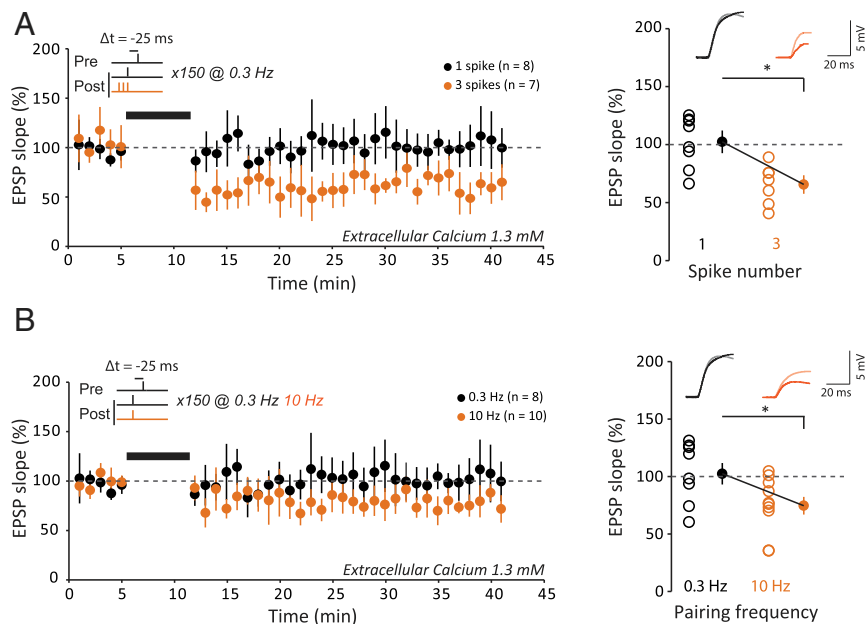 A
Δt = -25 ms
Pre
Post
x150 @ 0.3 Hz
1 spike (n = 8)
3 spikes (n = 7)
EPSP slope (%)
200
150
100
50
0
Extracellular Calcium 1.3 mM
0 5 10 15 20 25 30 35 40 45
Time (min)
5 mV
20 ms
*
EPSP slope (%)
200
150
100
50
0
1 3
Spike number
B
Δt = -25 ms
Pre
Post
x150 @ 0.3 Hz 10 Hz
0.3 Hz (n = 8)
10 Hz (n = 10)
EPSP slope (%)
200
150
100
50
0
Extracellular Calcium 1.3 mM
0 5 10 15 20 25 30 35 40 45
Time (min)
5 mV
20 ms
*
EPSP slope (%)
200
150
100
50
0
0.3 Hz 10 Hz
Pairing frequency